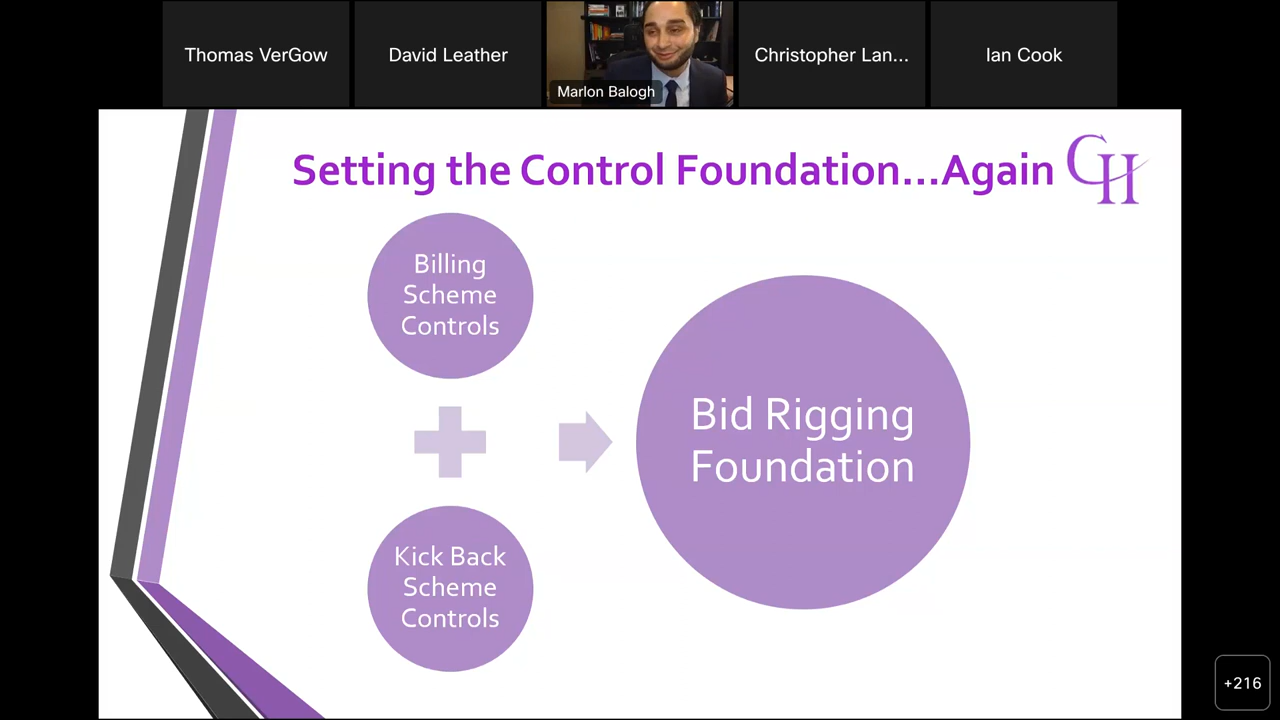 Thomas VerGow
David Leather
Marlon Balogh
Christopher Lan...
Ian Cook
Setting the Control Foundation...Again
CH
Billing
Scheme
Controls
Bid Rigging
Foundation
Kick Back
Scheme
Controls
+216